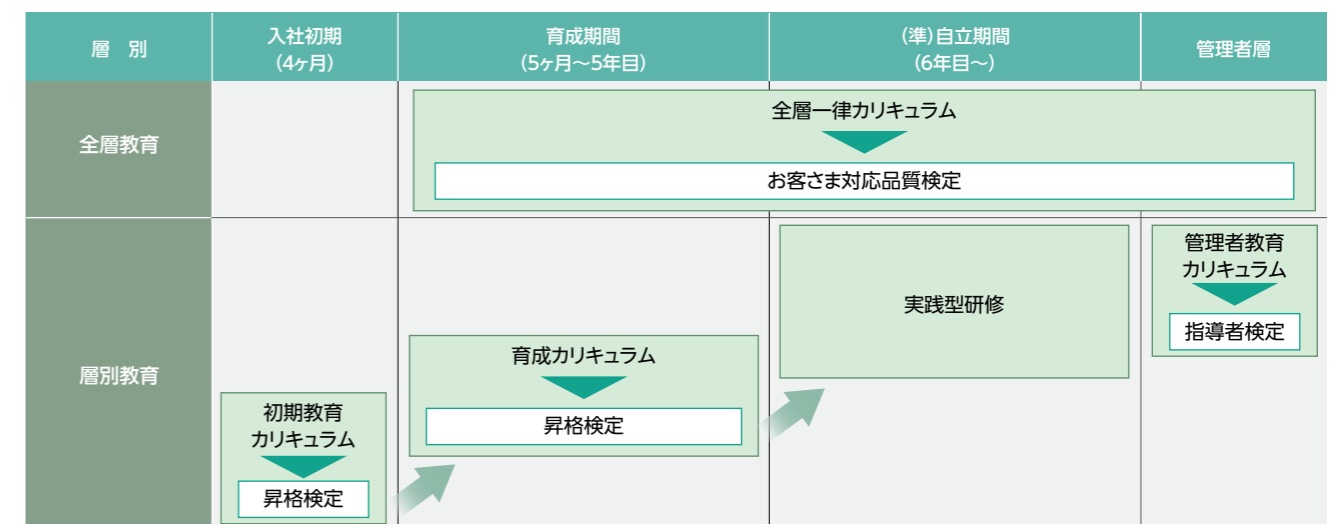 層　別
入社初期
(4ヶ月)
育成期間
(5ヶ月～5年目)
(準)自立期間
(6年目～)
管理者層
全層教育
全層一律カリキュラム
お客さま対応品質検定
層別教育
初期教育
カリキュラム
昇格検定
育成カリキュラム
昇格検定
実践型研修
管理者教育
カリキュラム
指導者検定